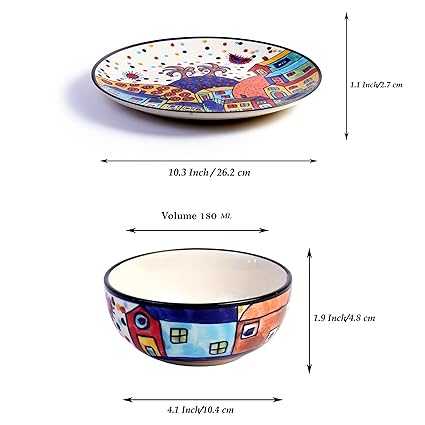 1.1 Inch/2.7 cm
10.3 Inch / 26.2 cm
Volume 180 ML
1.9 Inch/4.8 cm
4.1 Inch/10.4 cm